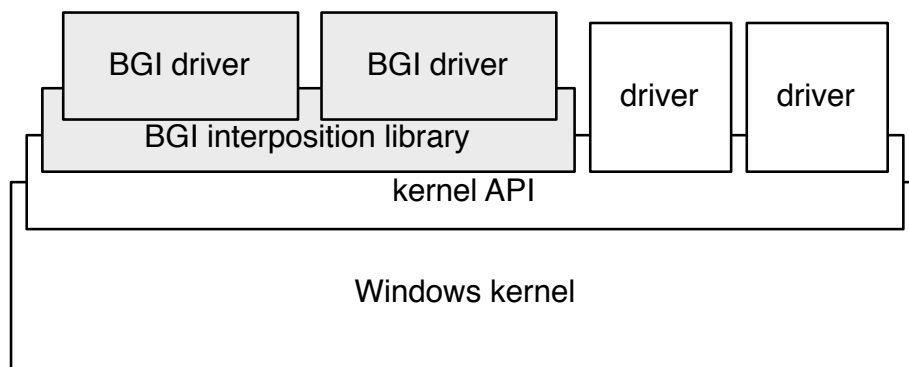 BGI driver
BGI driver
driver
driver
BGI interposition library
kernel API
Windows kernel